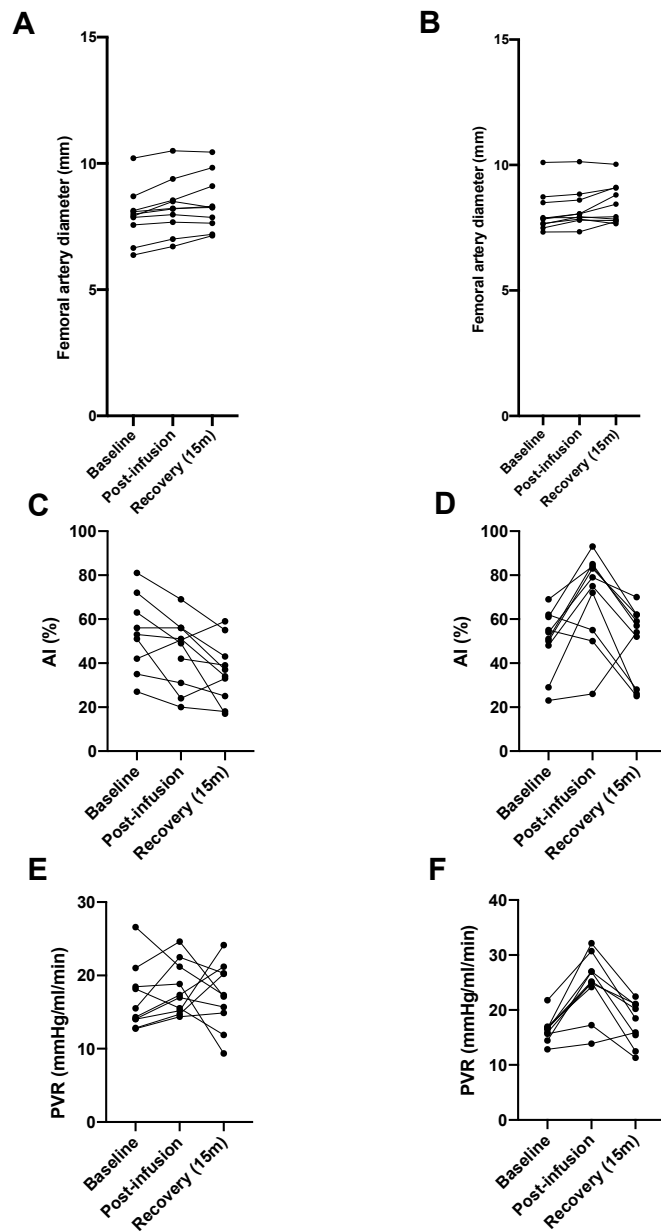 A
Femoral artery diameter (mm)
15
10
5
0
Baseline
Post-infusion
Recovery (15m)
B
Femoral artery diameter (mm)
15
10
5
0
Baseline
Post-infusion
Recovery (15m)
C
AI (%)
100
80
60
40
20
0
Baseline
Post-infusion
Recovery (15m)
D
AI (%)
100
80
60
40
20
0
Baseline
Post-infusion
Recovery (15m)
E
PVR (mmHg/ml/min)
30
20
10
0
Baseline
Post-infusion
Recovery (15m)
F
PVR (mmHg/ml/min)
40
30
20
10
0
Baseline
Post-infusion
Recovery (15m)